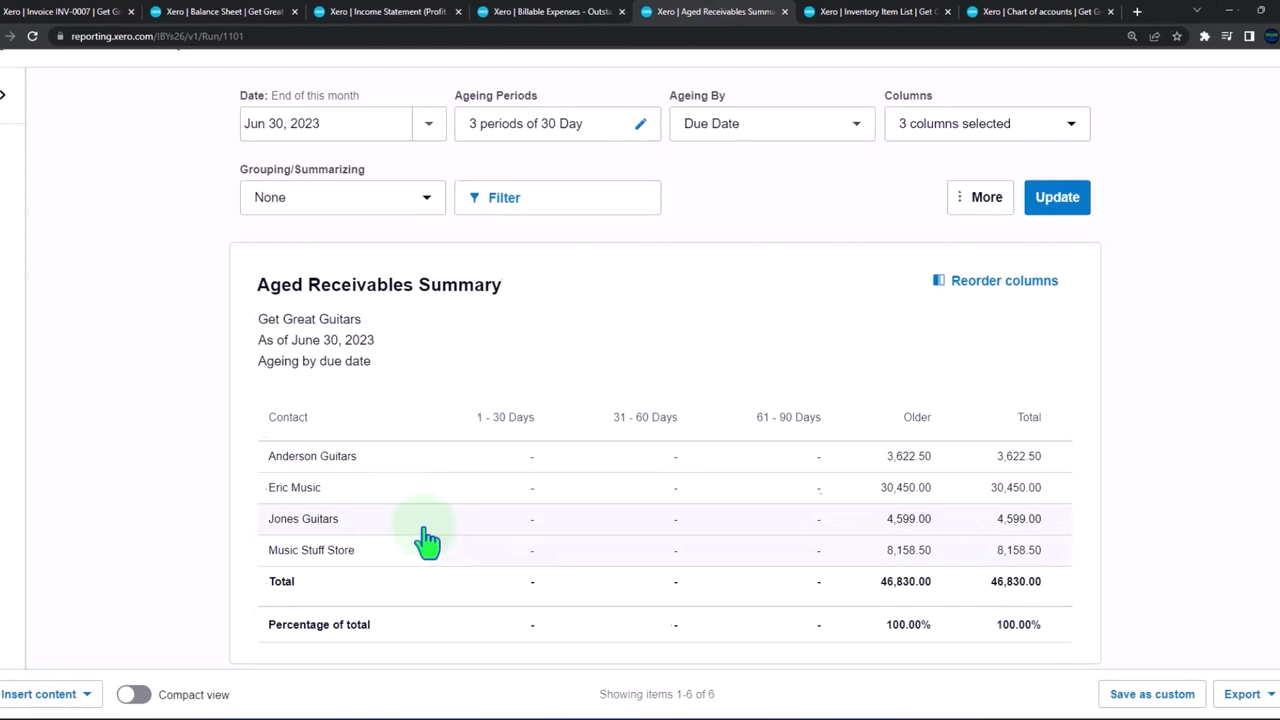 Xero | Invoice INV-0007 | Get G
Xero | Balance Sheet | Get Great
Xero | Income Statement (Profit
Xero | Billable Expenses - Outsta
Xero | Aged Receivables Summa
Xero | Inventory Item List | Get G
Xero | Chart of accounts | Get G
reporting.xero.com/!BYs26/v1/Run/1101
Date: End of this month
Ageing Periods
Ageing By
Columns
Jun 30, 2023
3 periods of 30 Day
Due Date
3 columns selected
Grouping/Summarizing
None
Filter
More
Update
Aged Receivables Summary
Reorder columns
Get Great Guitars
As of June 30, 2023
Ageing by due date
Contact 1 - 30 Days 31 - 60 Days 61 - 90 Days Older Total
Anderson Guitars - - - 3,622.50 3,622.50
Eric Music - - - 30,450.00 30,450.00
Jones Guitars - - - 4,599.00 4,599.00
Music Stuff Store - - - 8,158.50 8,158.50
Total - - - 46,830.00 46,830.00
Percentage of total - - - 100.00% 100.00%
Insert content
Compact view
Showing items 1-6 of 6
Save as custom
Export